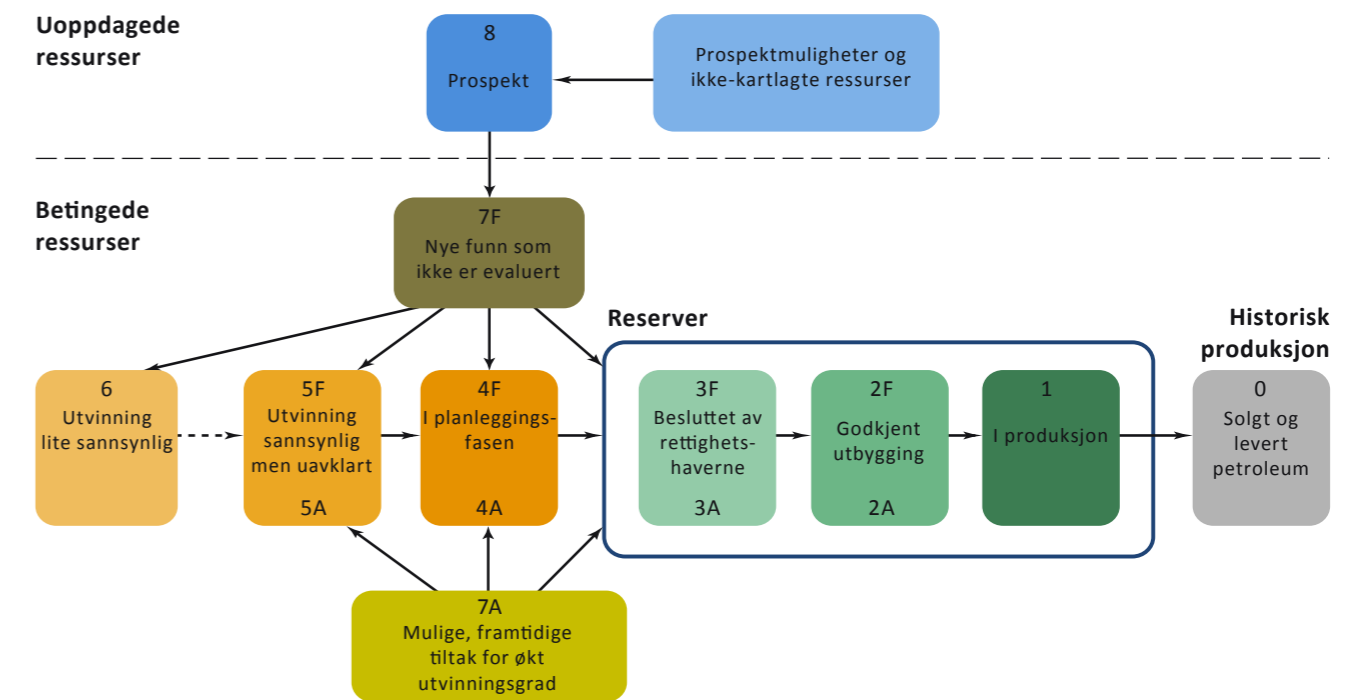 Uoppdagede
ressurser
8
Prospekt
Prospektmuligheter og
ikke-kartlagte ressurser
Betingede
ressurser
7F
Nye funn som
ikke er evaluert
Reserver
Historisk
produksjon
6
Utvinning
lite sannsynlig
5F
Utvinning
sannsynlig
men uavklart
5A
4F
I planleggings-
fasen
4A
3F
Besluttet av
rettighets-
haverne
3A
2F
Godkjent
utbygging
2A
1
I produksjon
0
Solgt og
levert
petroleum
7A
Mulige, framtidige
tiltak for økt
utvinningsgrad